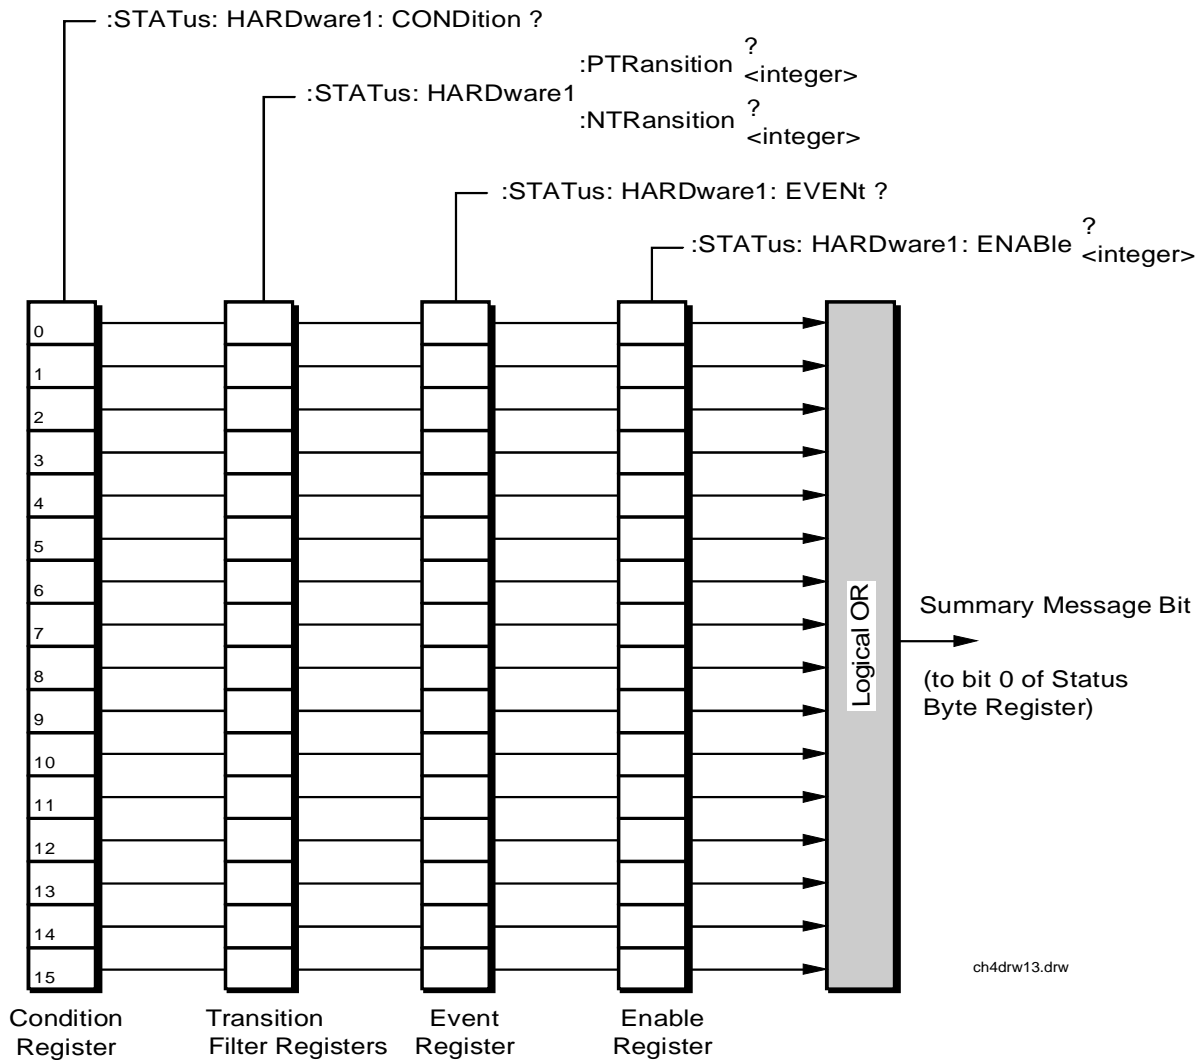 :STATus: HARDware1: CONDition ?
:STATus: HARDware1
:PTRansition ?
<integer>
:NTRansition ?
<integer>
:STATus: HARDware1: EVENt ?
:STATus: HARDware1: ENABle ?
<integer>
0
1
2
3
4
5
6
7
8
9
10
11
12
13
14
15
Logical OR
Summary Message Bit
(to bit 0 of Status
Byte Register)
ch4drw13.drw
Condition
Register
Transition
Filter Registers
Event
Register
Enable
Register